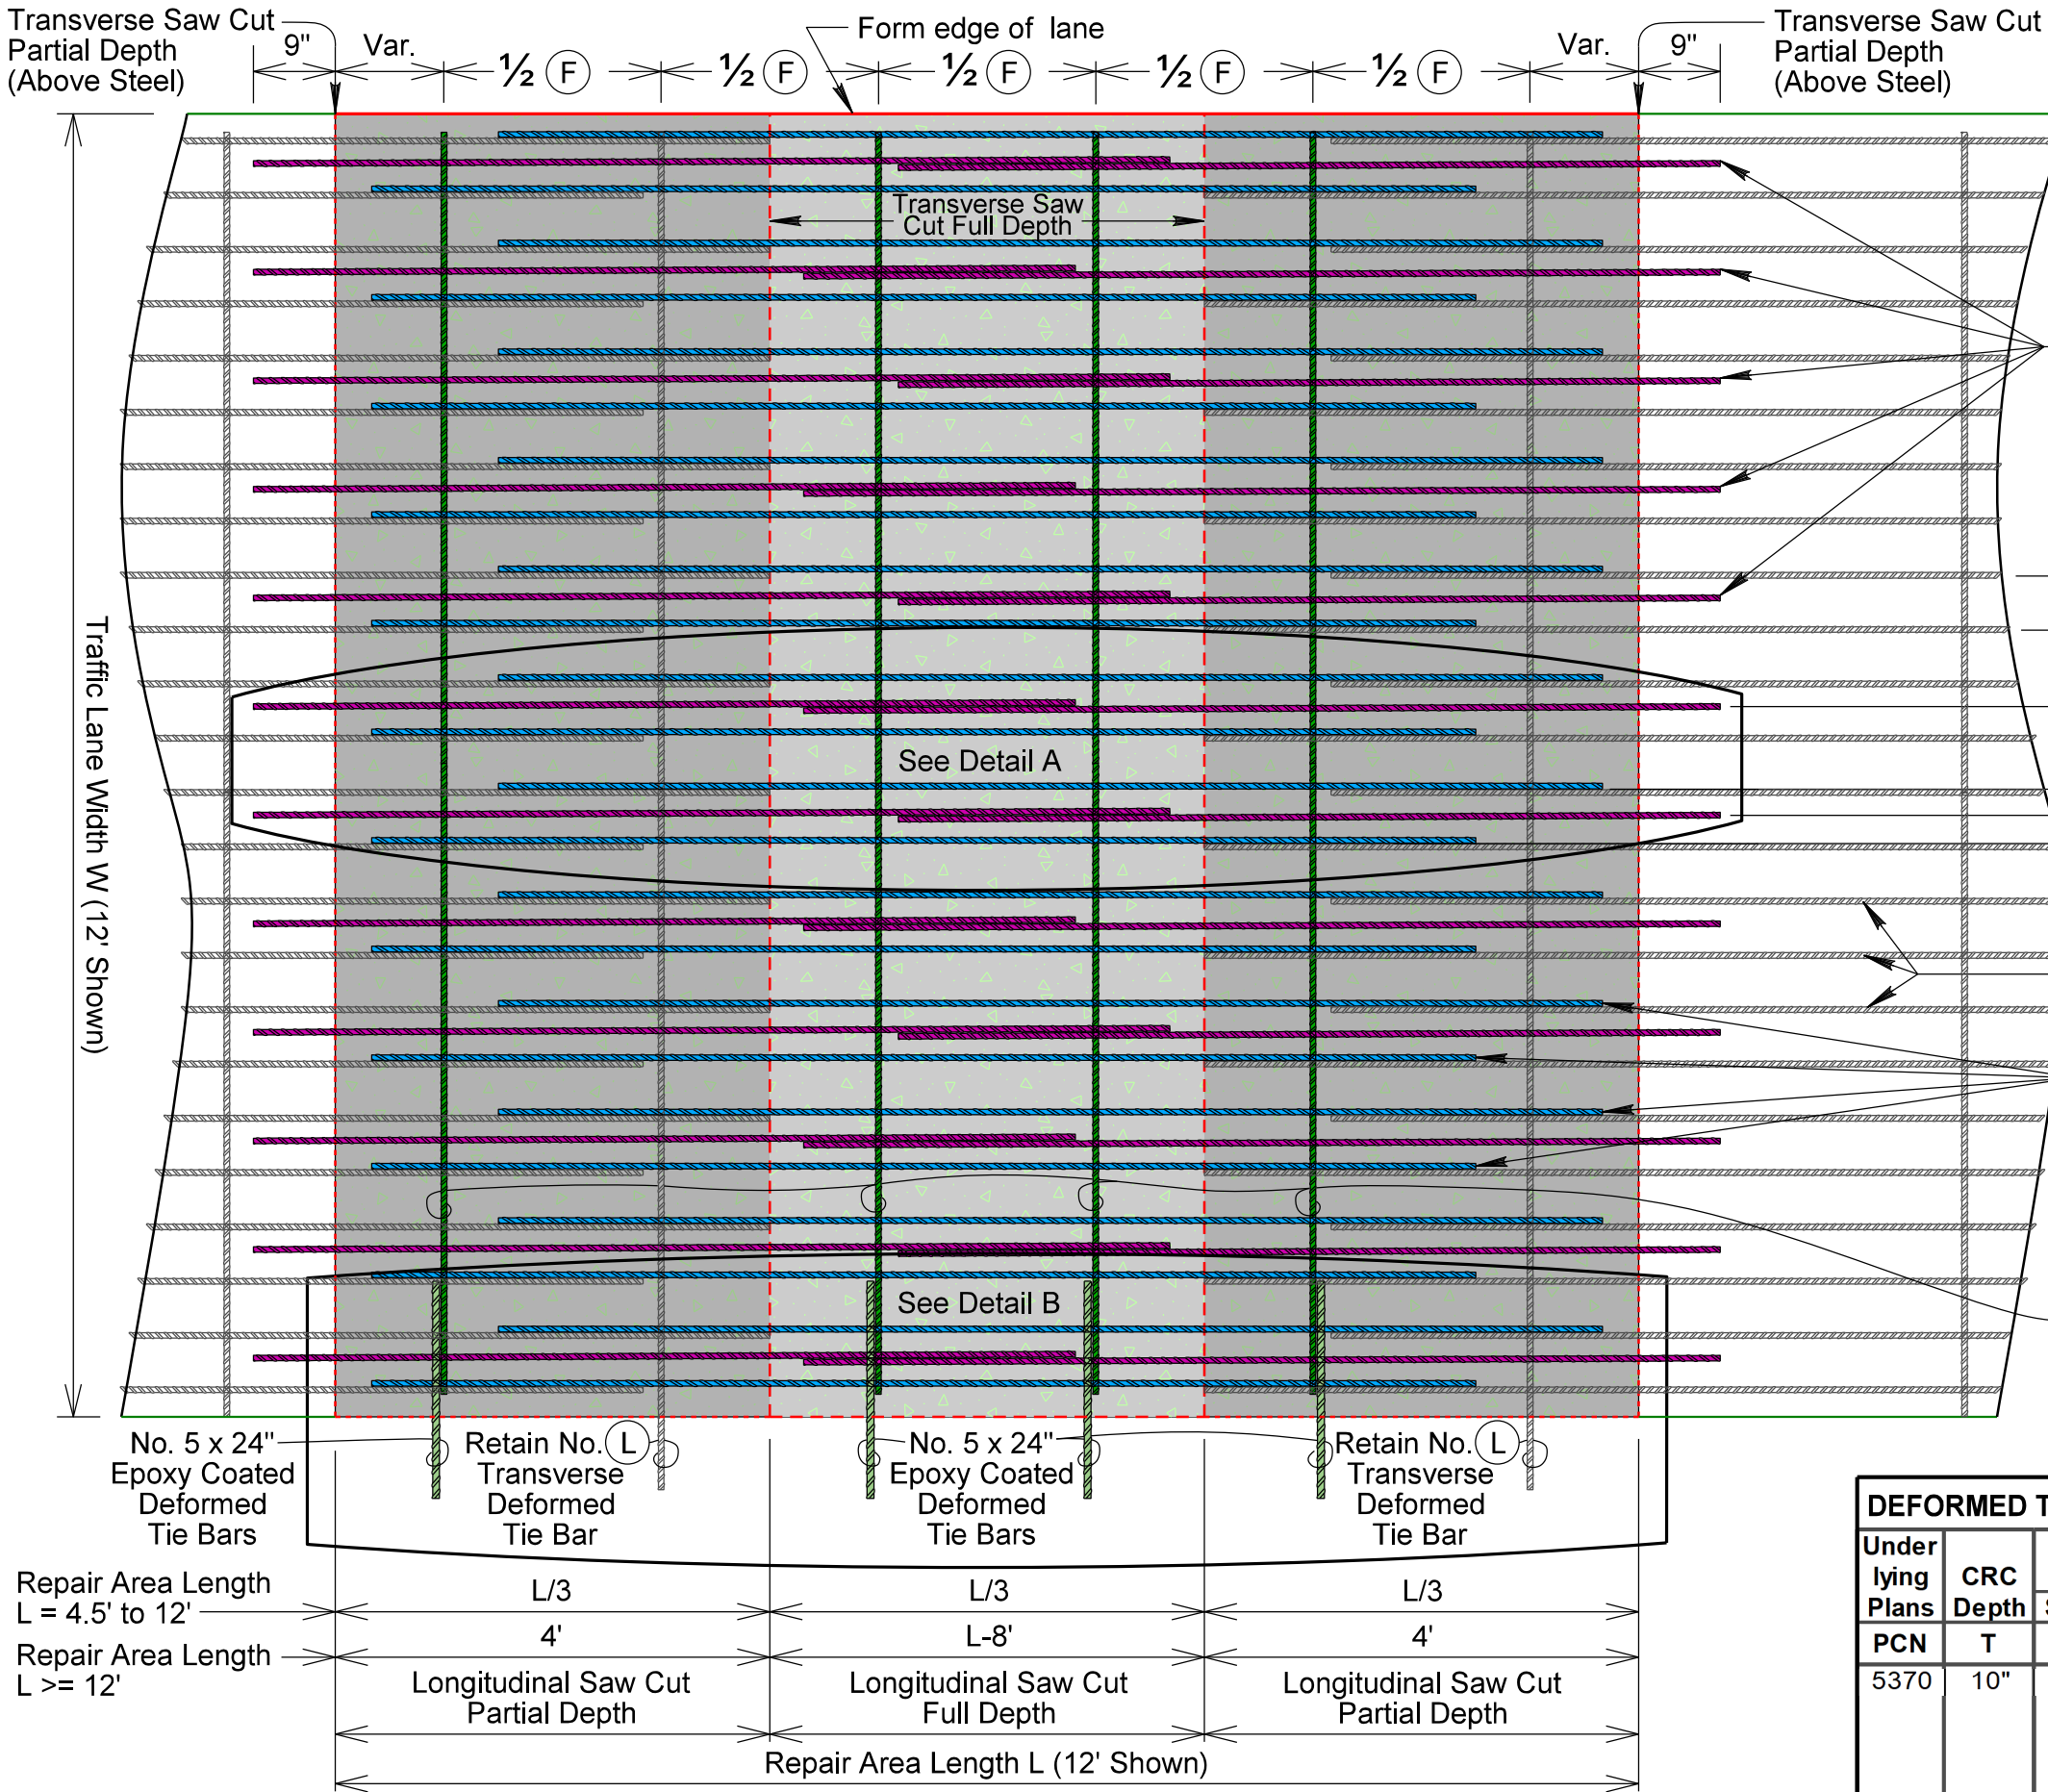 Transverse Saw Cut
Partial Depth
(Above Steel)
9"
Var.
½ F
½ F
Form edge of lane
½ F
½ F
½ F
Var.
9"
Transverse Saw Cut
Partial Depth
(Above Steel)
Transverse Saw
Cut Full Depth
Traffic Lane Width W (12' Shown)
See Detail A
See Detail B
No. 5 x 24"
Epoxy Coated
Deformed
Tie Bars
Retain No. L
Transverse
Deformed
Tie Bar
No. 5 x 24"
Epoxy Coated
Deformed
Tie Bars
Retain No. L
Transverse
Deformed
Tie Bar
Repair Area Length
L = 4.5' to 12'
L/3
L/3
L/3
Repair Area Length
L >= 12'
4'
L-8'
4'
Longitudinal Saw Cut
Partial Depth
Longitudinal Saw Cut
Full Depth
Longitudinal Saw Cut
Partial Depth
Repair Area Length L (12' Shown)
DEFORMED T
Under
lying
Plans
CRC
Depth
PCN
T
5370
10"